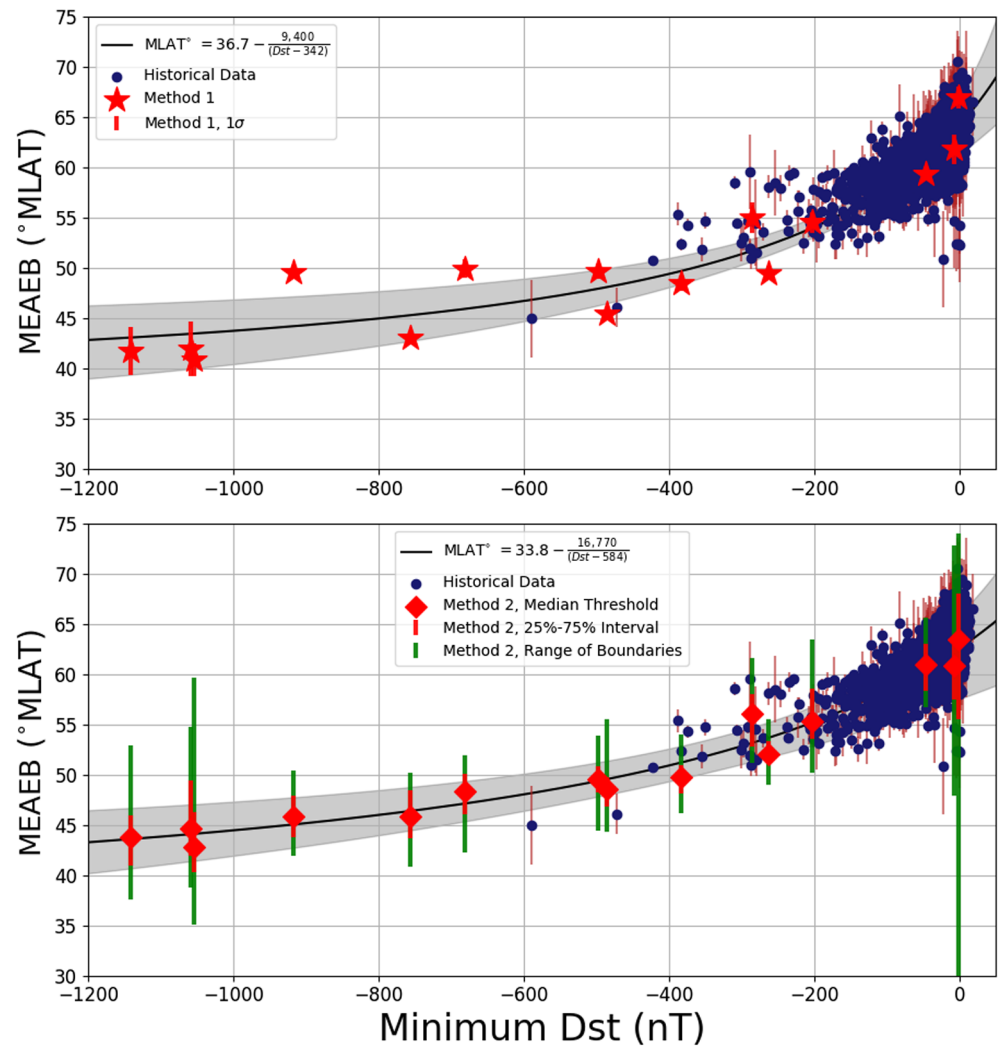 75
70
65
60
55
50
45
40
35
30
MEAEB (°MLAT)
MLAT° = 36.7 − 9,400/(Dst−342)
Historical Data
Method 1
Method 1, 1σ
−1200 −1000 −800 −600 −400 −200 0
75
70
65
60
55
50
45
40
35
30
MEAEB (°MLAT)
MLAT° = 33.8 − 16,770/(Dst−584)
Historical Data
Method 2, Median Threshold
Method 2, 25%-75% Interval
Method 2, Range of Boundaries
−1200 −1000 −800 −600 −400 −200 0
Minimum Dst (nT)